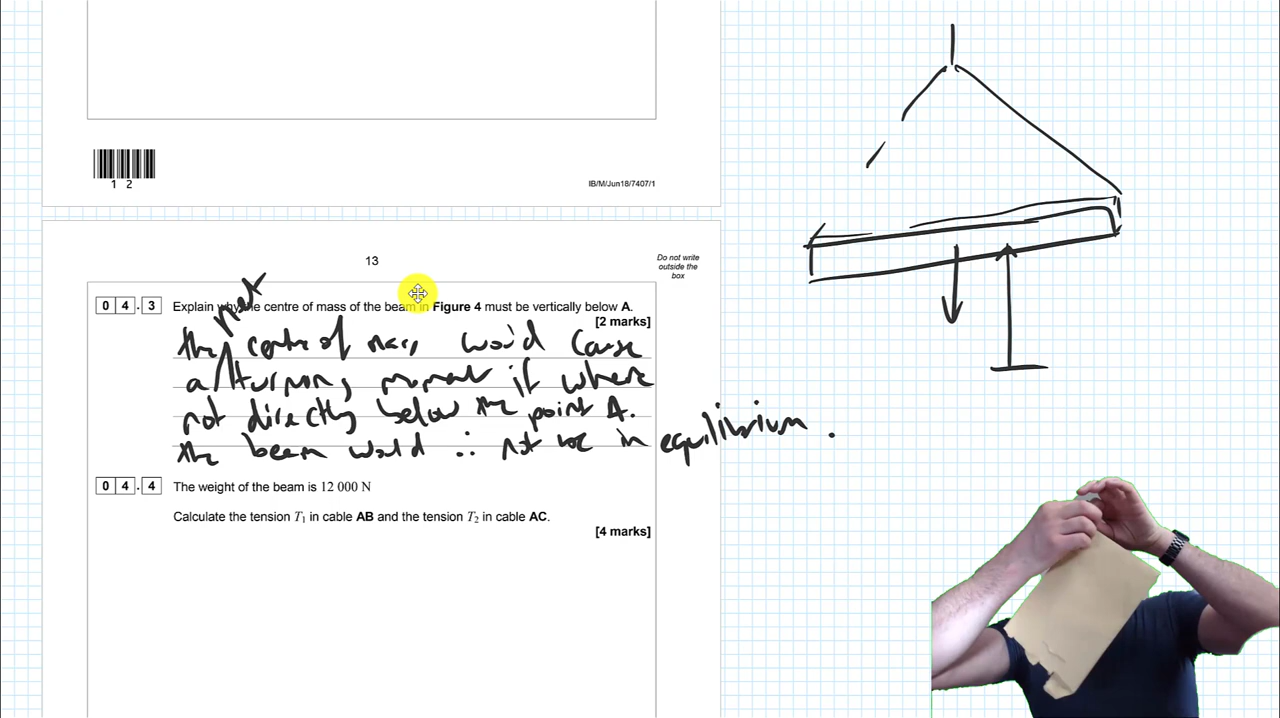 1 2
IB/M/Jun18/7407/1
13
Do not write
outside the
box
0 4 . 3 Explain why the centre of mass of the beam in Figure 4 must be vertically below A.
[2 marks]
net
the centre of mass would cause
a turning moment if where
not directly below the point A.
the beam would ∴ not be in equilibrium.
0 4 . 4 The weight of the beam is 12 000 N
Calculate the tension T₁ in cable AB and the tension T₂ in cable AC.
[4 marks]